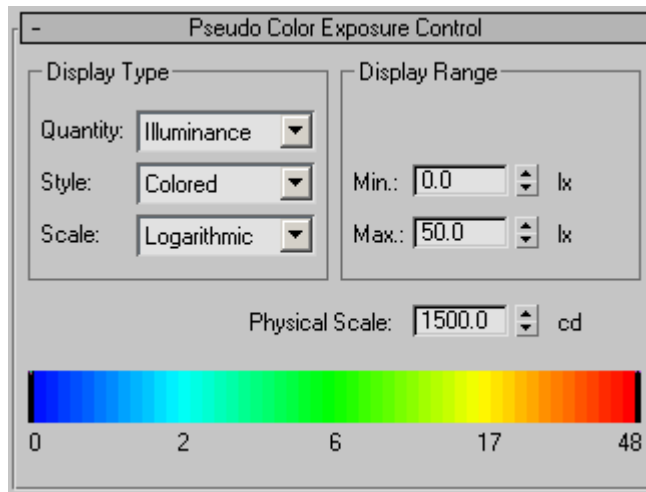 - Pseudo Color Exposure Control
Display Type Display Range
Quantity: Illuminance
Style: Colored Min.: 0.0 lx
Scale: Logarithmic Max.: 50.0 lx
Physical Scale: 1500.0 cd
0 2 6 17 48